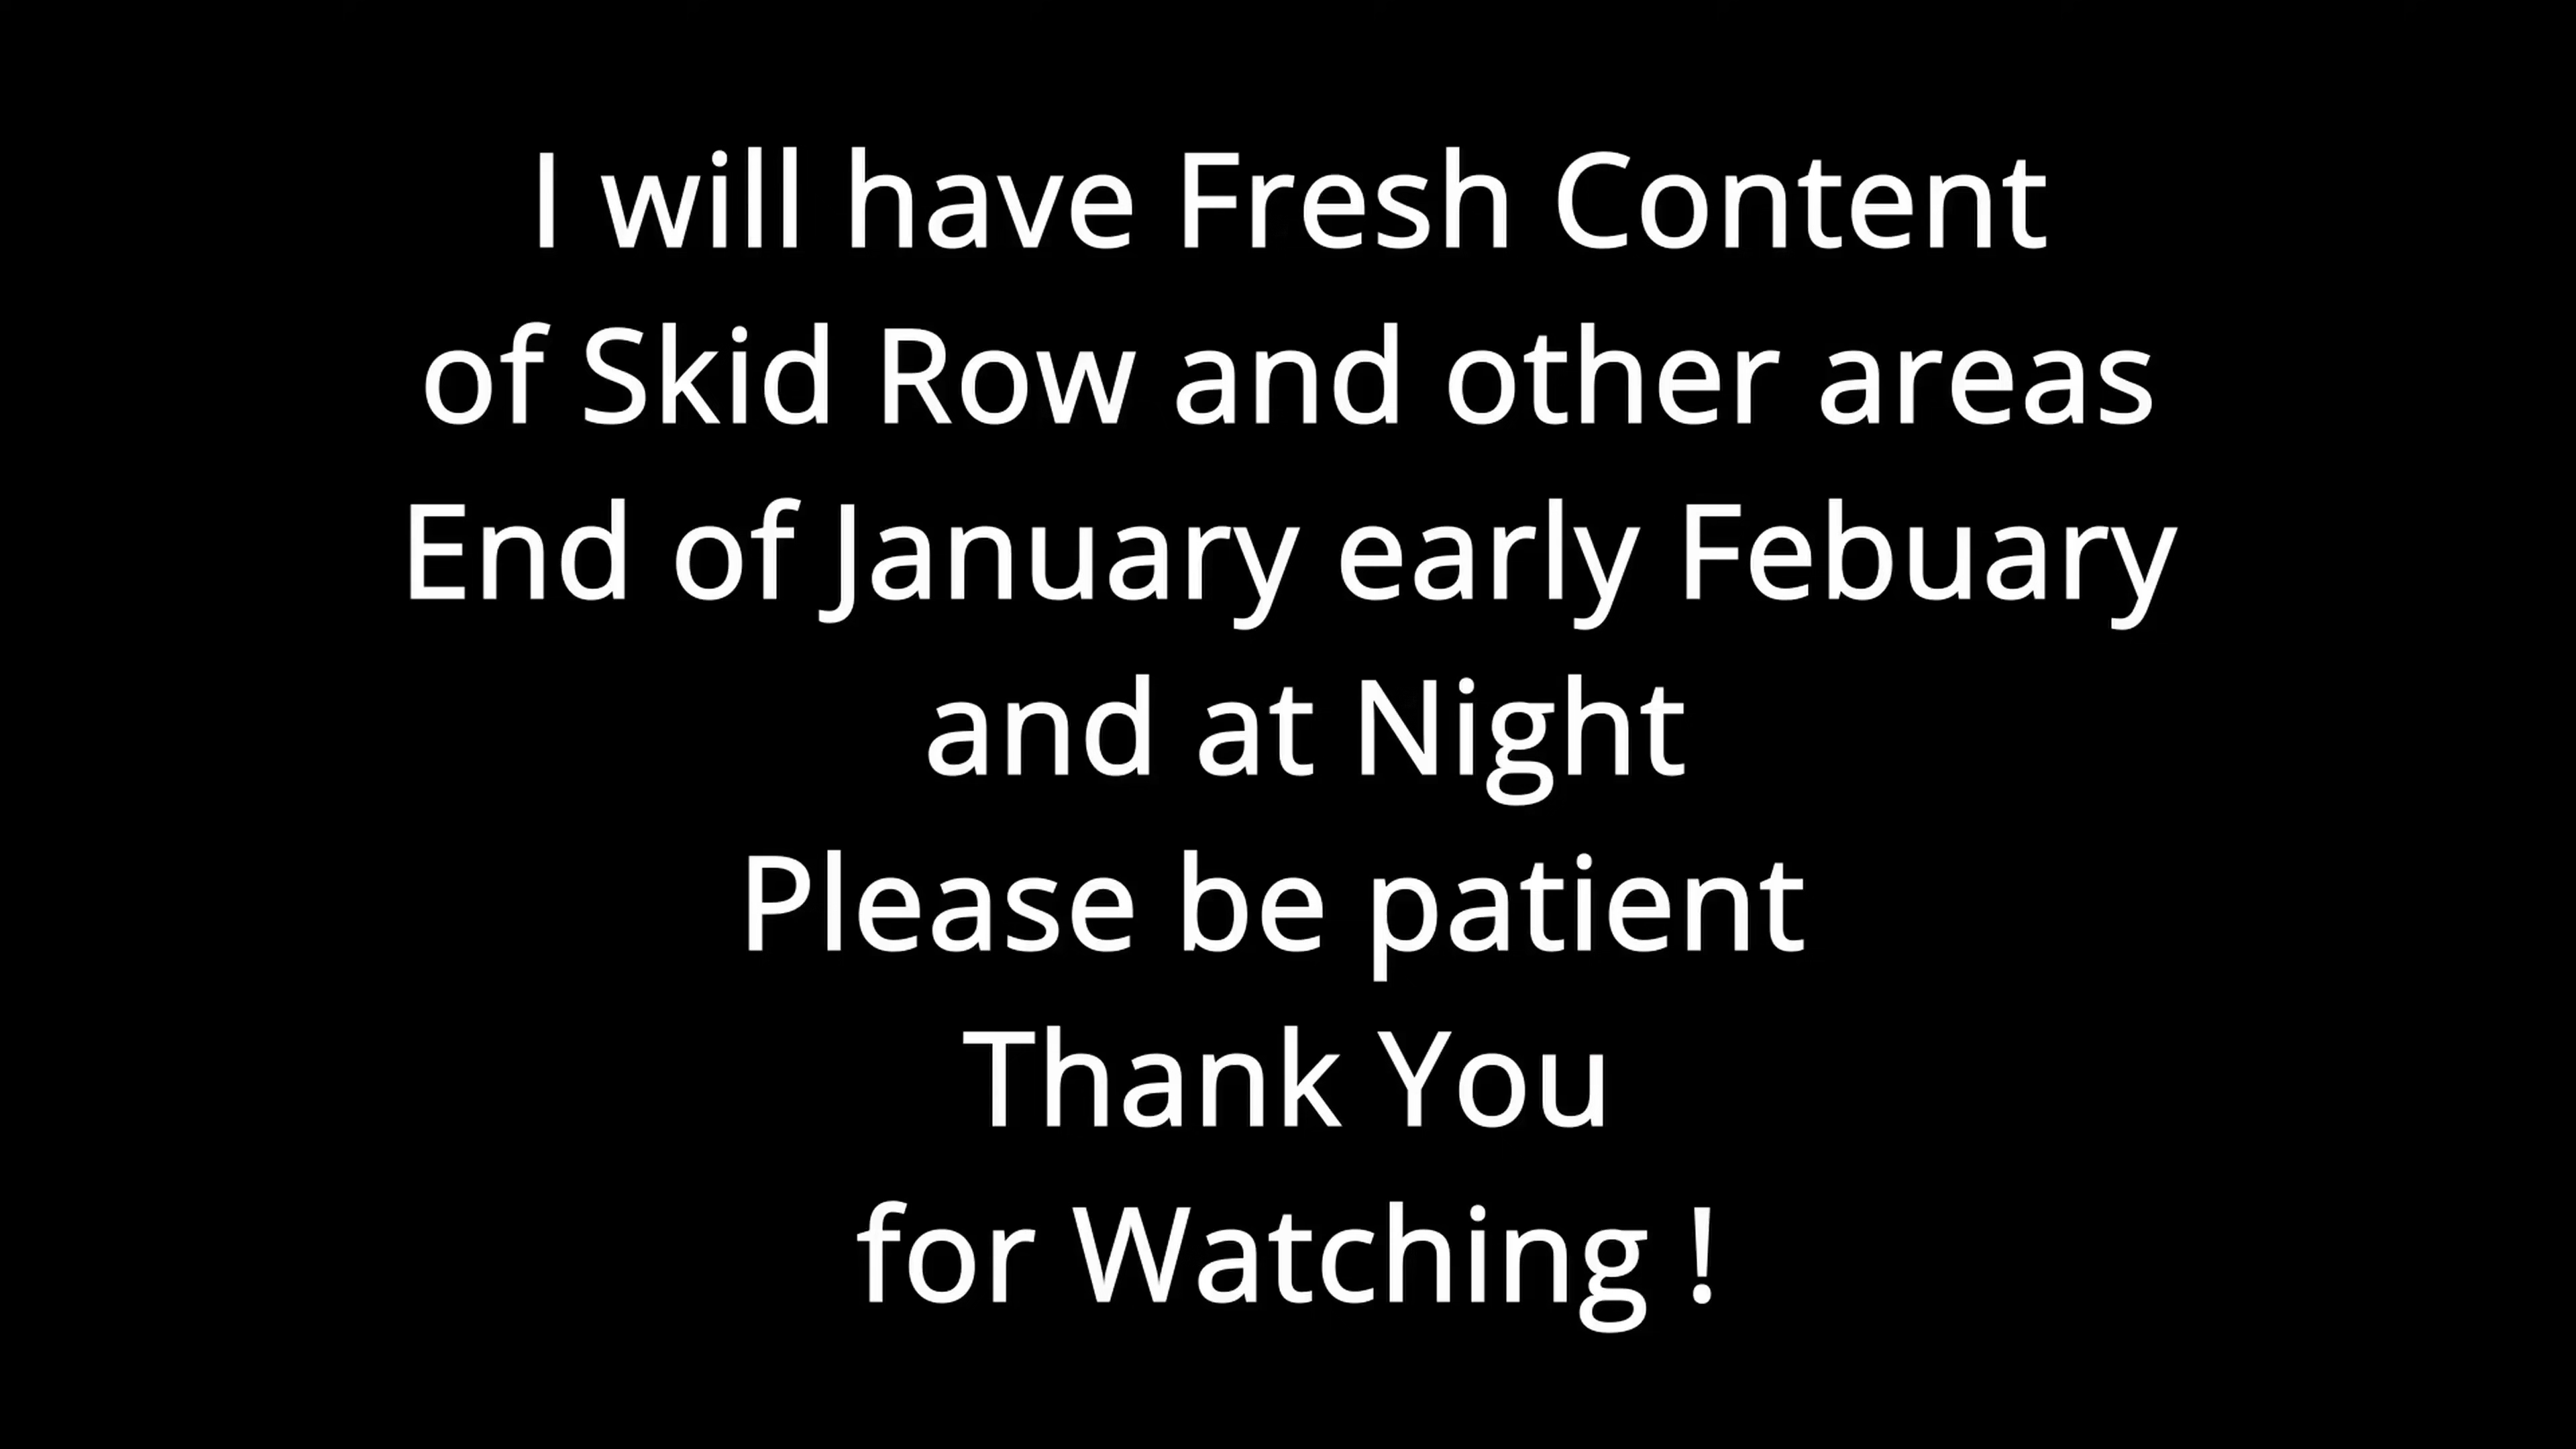 I will have Fresh Content
of Skid Row and other areas
End of January early Febuary
and at Night
Please be patient
Thank You
for Watching !